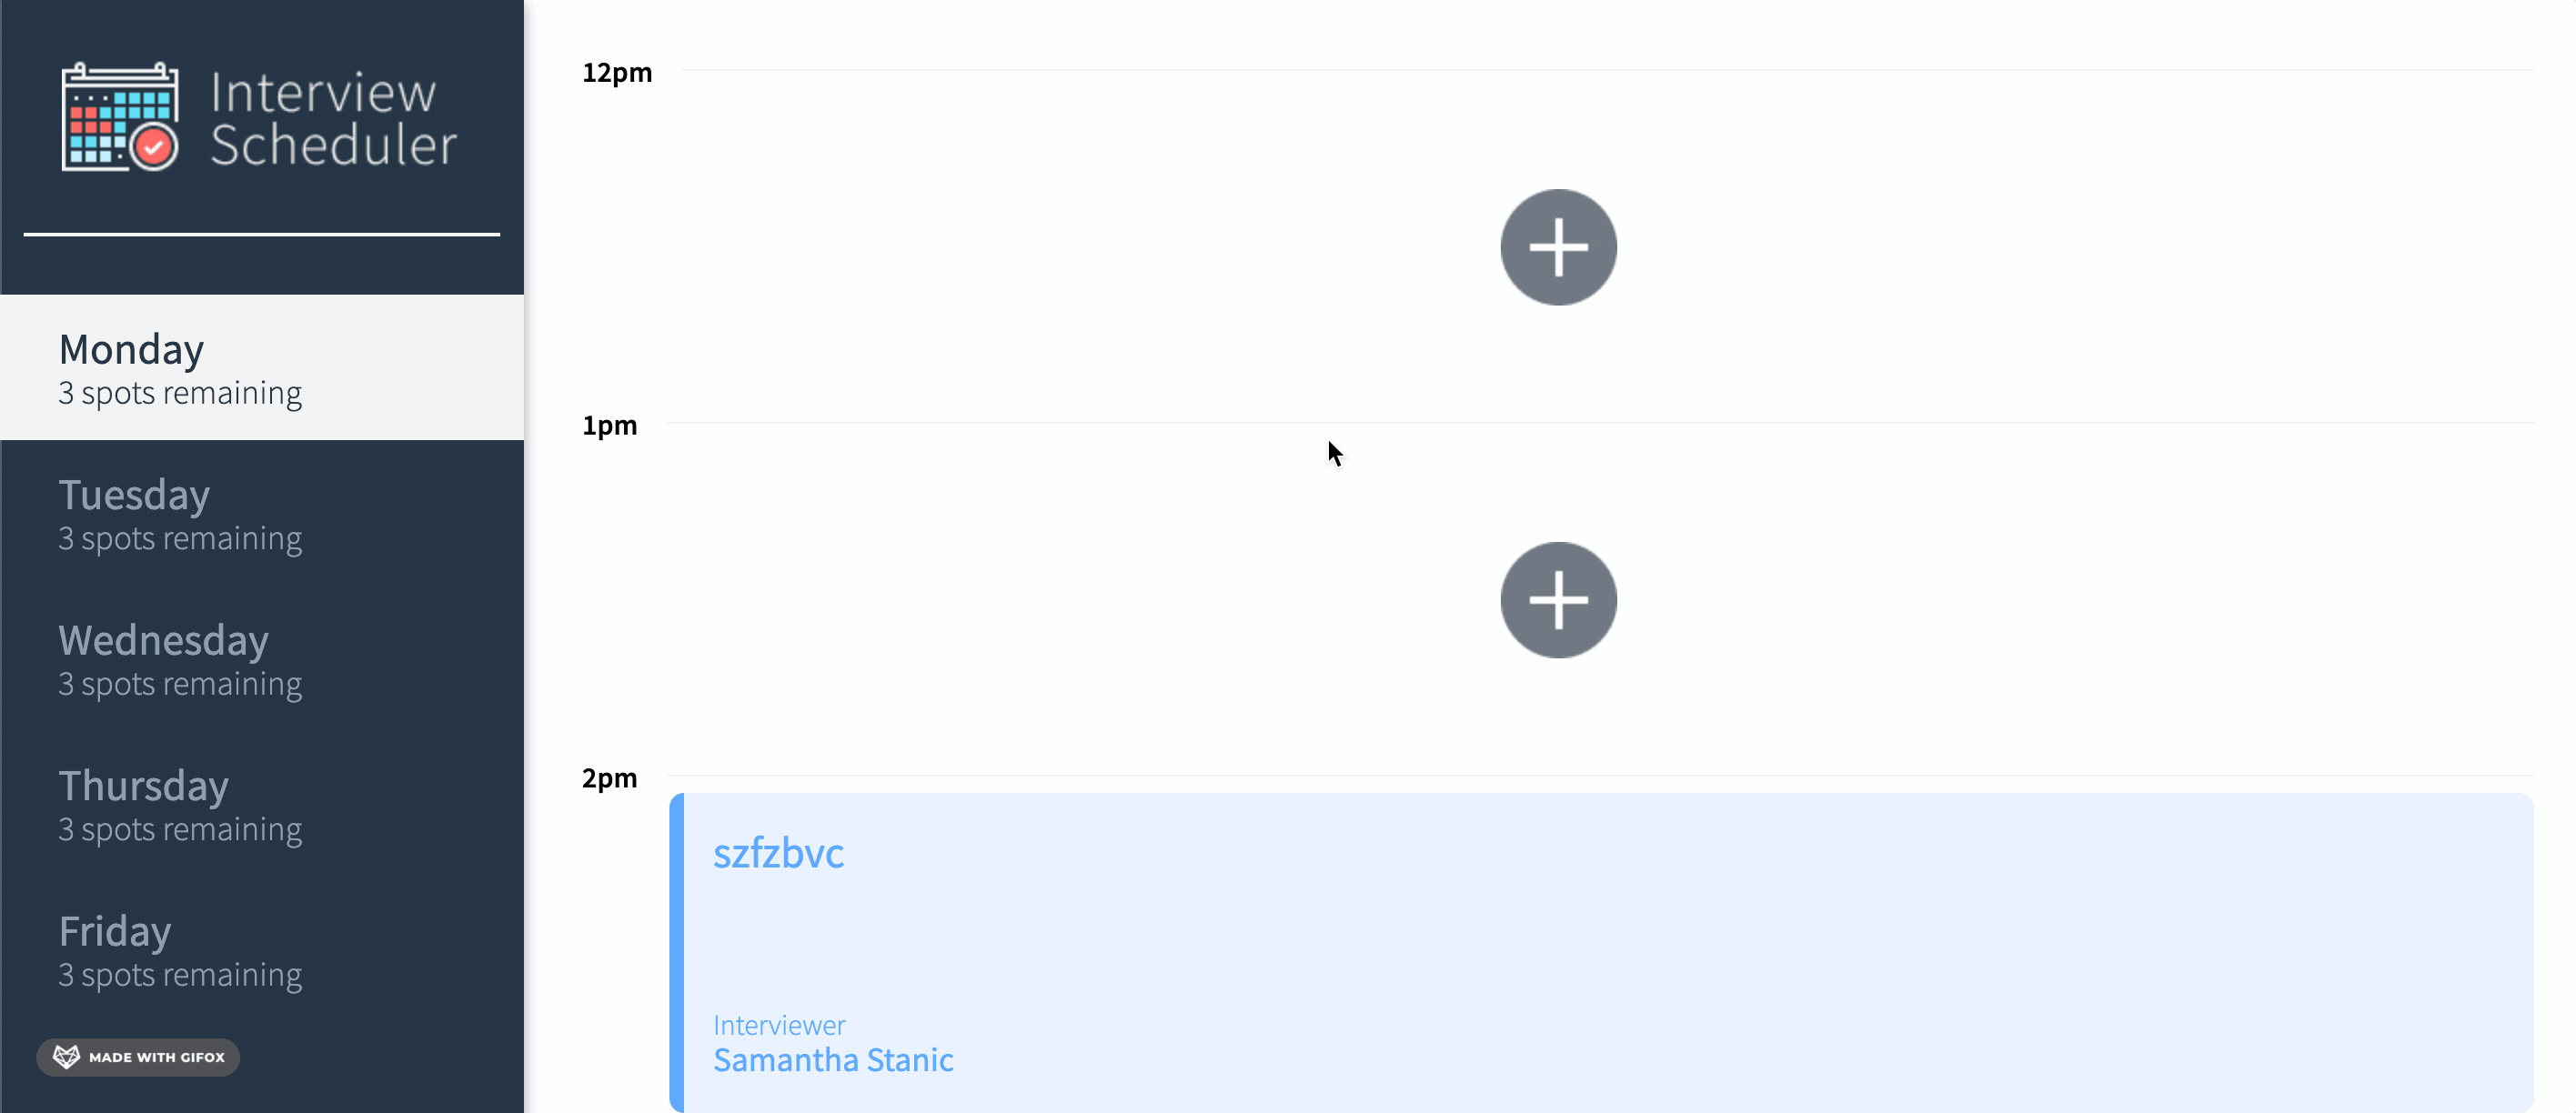 Interview
Scheduler
Monday
3 spots remaining
Tuesday
3 spots remaining
Wednesday
3 spots remaining
Thursday
3 spots remaining
Friday
3 spots remaining
MADE WITH GIFOX
12pm
1pm
2pm
szfzbvc
Interviewer
Samantha Stanic